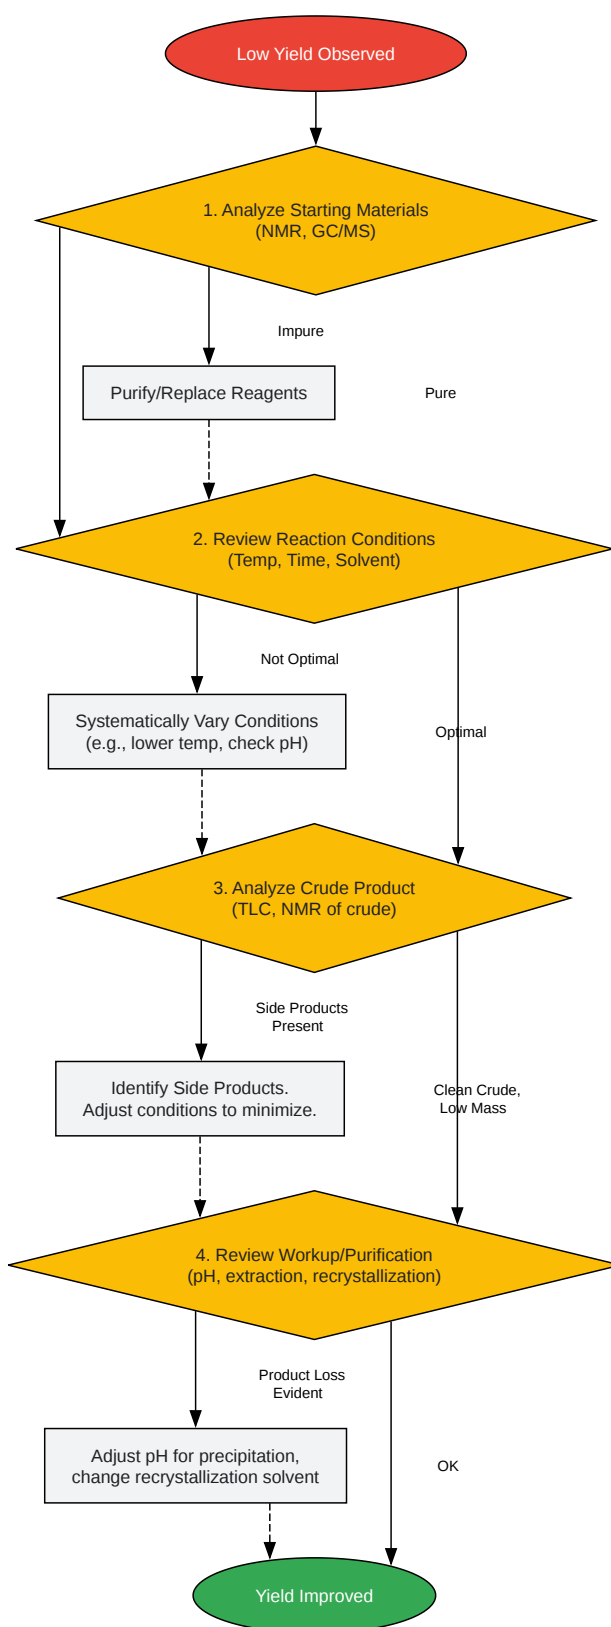 Low Yield Observed
1. Analyze Starting Materials
(NMR, GC/MS)
Impure
Purify/Replace Reagents
Pure
2. Review Reaction Conditions
(Temp, Time, Solvent)
Not Optimal
Systematically Vary Conditions
(e.g., lower temp, check pH)
Optimal
3. Analyze Crude Product
(TLC, NMR of crude)
Side Products
Present
Identify Side Products.
Adjust conditions to minimize.
Clean Crude,
Low Mass
4. Review Workup/Purification
(pH, extraction, recrystallization)
Product Loss
Evident
Adjust pH for precipitation,
change recrystallization solvent
OK
Yield Improved